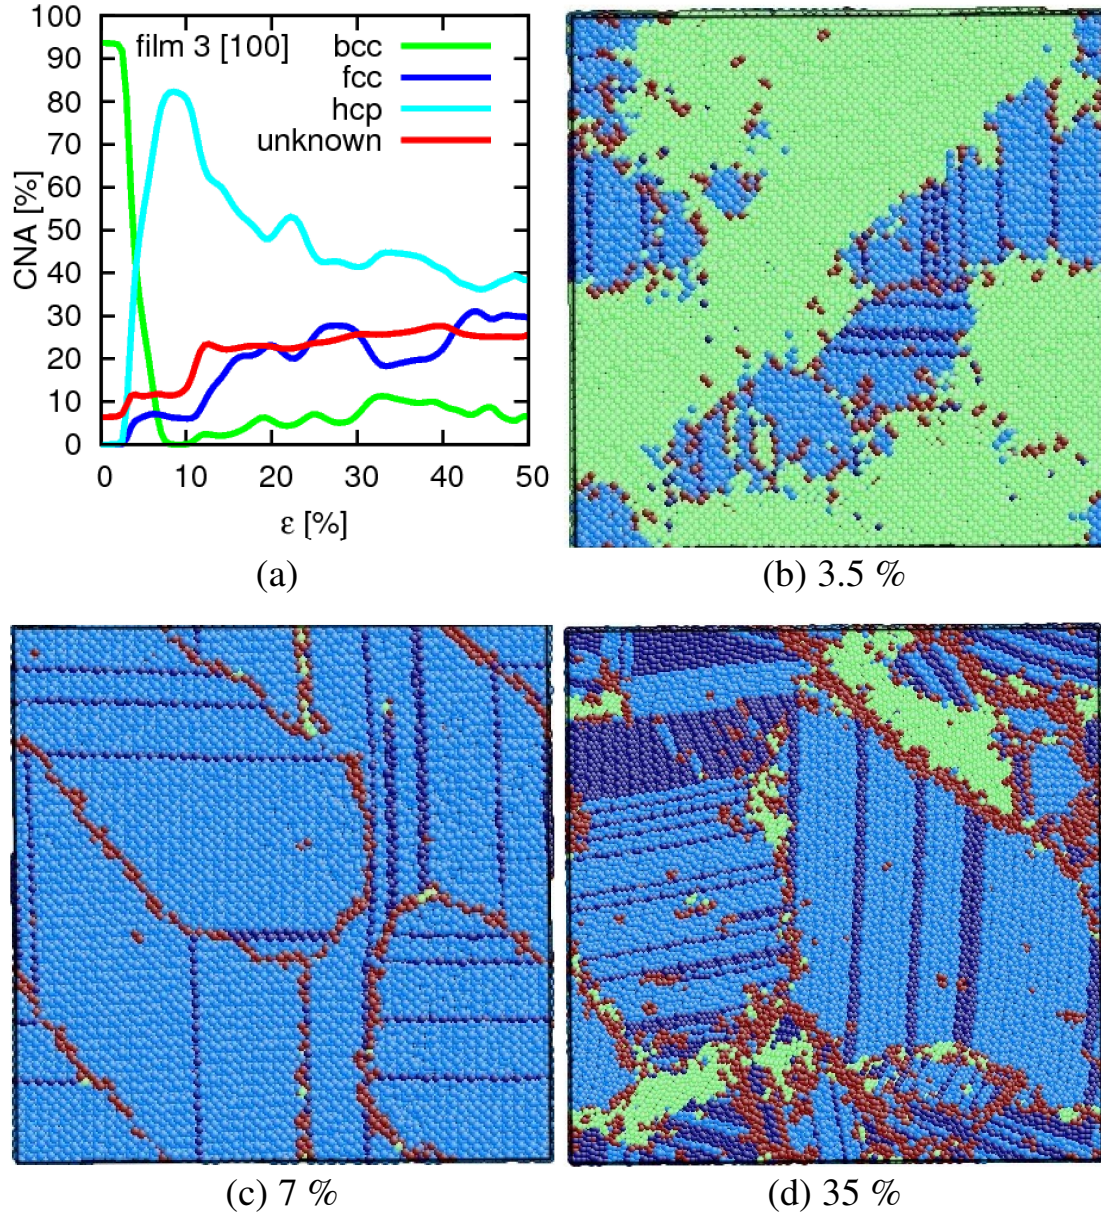 film 3 [100]
bcc
fcc
hcp
unknown
CNA [%]
100
90
80
70
60
50
40
30
20
10
0
0 10 20 30 40 50
ε [%]
(a)
(b) 3.5 %
(c) 7 %
(d) 35 %